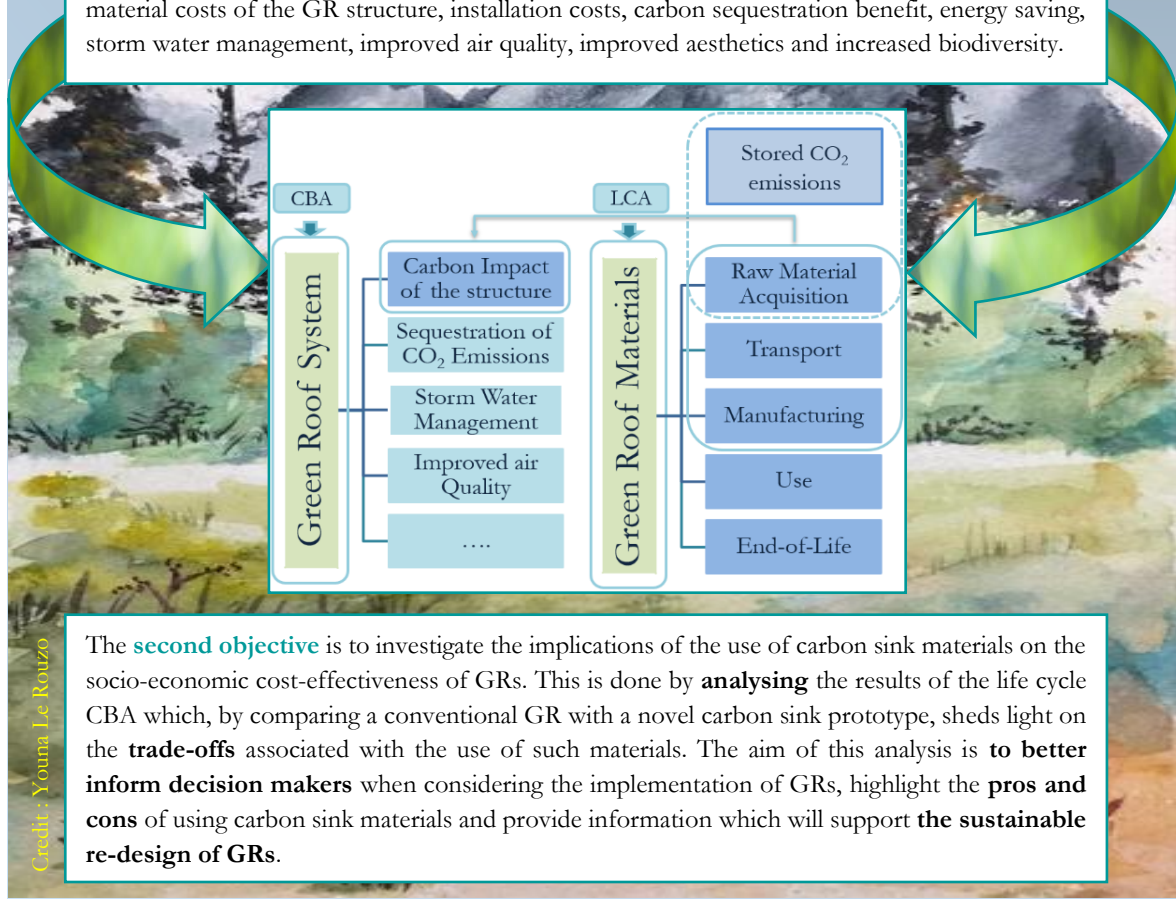 material costs of the GR structure, installation costs, carbon sequestration benefit, energy saving,
storm water management, improved air quality, improved aesthetics and increased biodiversity.
CBA
Green Roof System
Carbon Impact
of the structure
Sequestration of
CO₂ Emissions
Storm Water
Management
Improved air
Quality
....
LCA
Green Roof Materials
Stored CO₂
emissions
Raw Material
Acquisition
Transport
Manufacturing
Use
End-of-Life
The second objective is to investigate the implications of the use of carbon sink materials on the
socio-economic cost-effectiveness of GRs. This is done by analysing the results of the life cycle
CBA which, by comparing a conventional GR with a novel carbon sink prototype, sheds light on
the trade-offs associated with the use of such materials. The aim of this analysis is to better
inform decision makers when considering the implementation of GRs, highlight the pros and
cons of using carbon sink materials and provide information which will support the sustainable
re-design of GRs.
Credit : Youna Le Rouzo